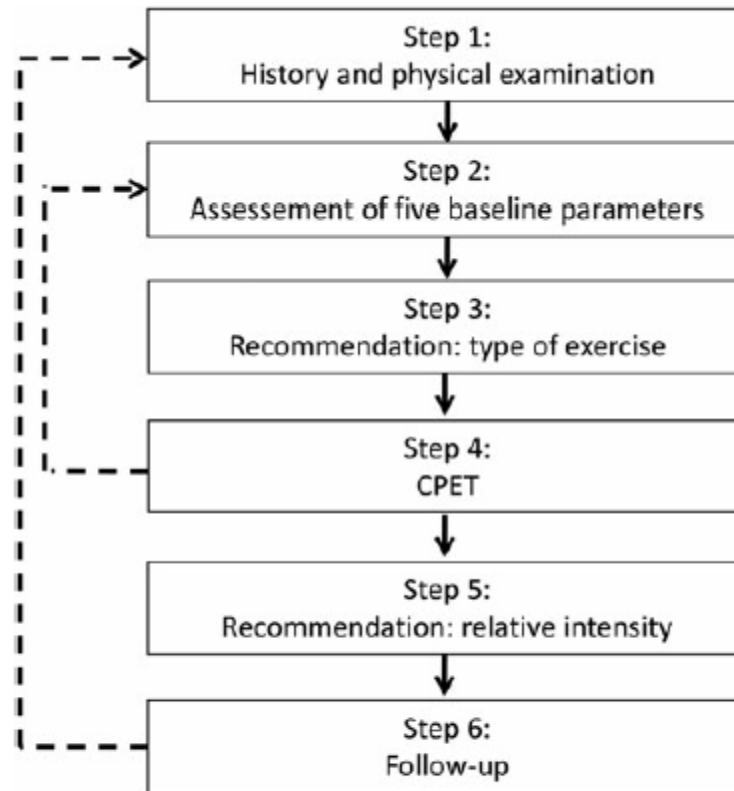 Step 1:
History and physical examination
Step 2:
Assessement of five baseline parameters
Step 3:
Recommendation: type of exercise
Step 4:
CPET
Step 5:
Recommendation: relative intensity
Step 6:
Follow-up